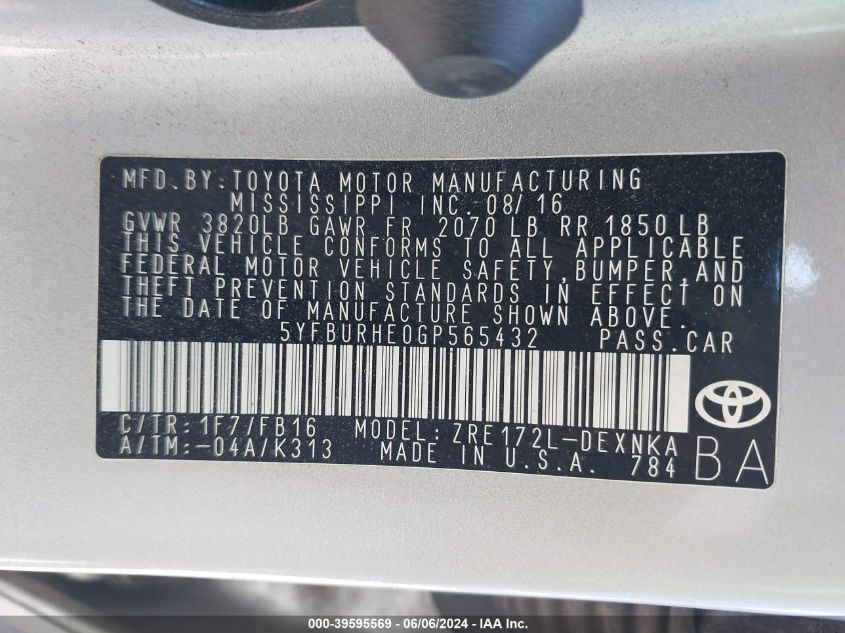 MFD. BY: TOYOTA MOTOR MANUFACTURING
MISSISSIPPI INC. 08/16
GVWR 3820LB GAWR FR 2070 LB RR 1850 LB
THIS VEHICLE CONFORMS TO ALL APPLICABLE
FEDERAL MOTOR VEHICLE SAFETY, BUMPER, AND
THEFT PREVENTION STANDARDS IN EFFECT ON
THE DATE OF MANUFACTURE SHOWN ABOVE.
5YFBURHE0GP565432 PASS. CAR
C/TR: 1F7/FB16 MODEL: ZRE172L-DEXNKA
A/TM: -04A/K313 MADE IN U.S.A. 784
BA
000-39595569 / 06/06/2024 - IAA Inc.